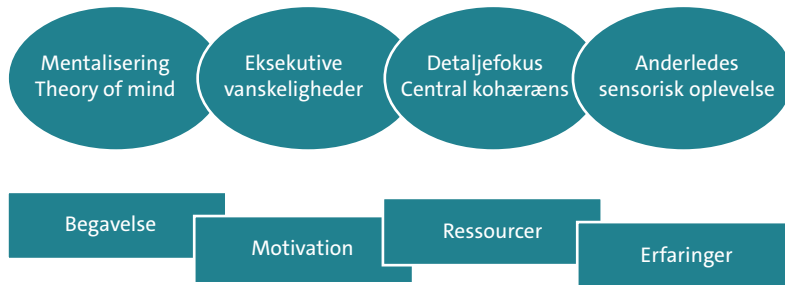 Mentalisering
Theory of mind
Eksekutive
vanskeligheder
Detaljefokus
Central kohæræns
Anderledes
sensorisk oplevelse
Begavelse
Motivation
Ressourcer
Erfaringer